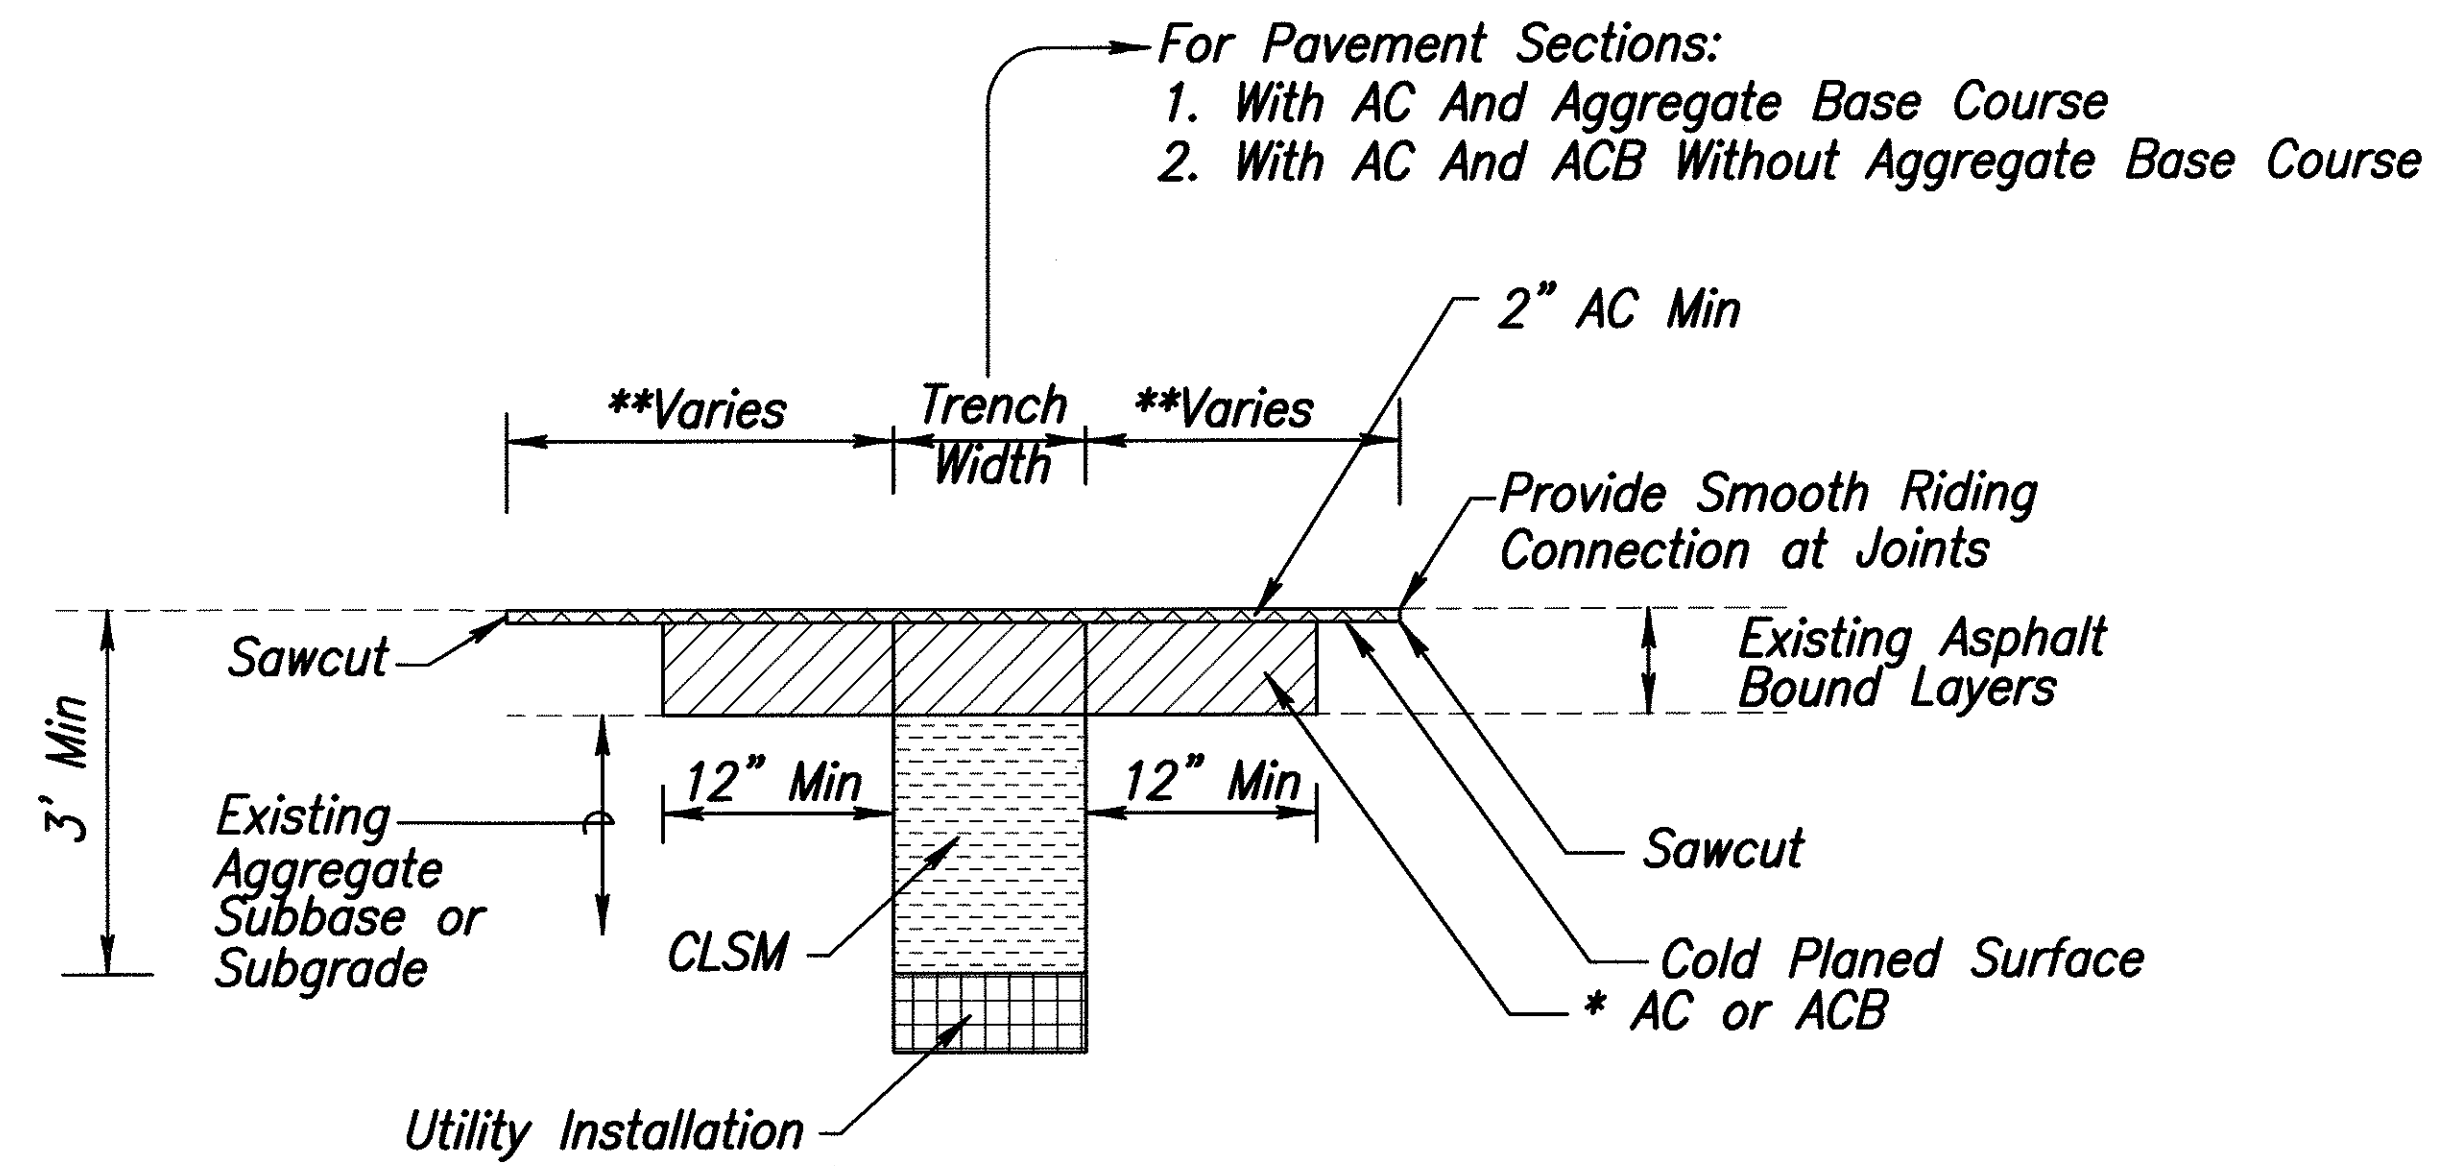 For Pavement Sections:
1. With AC And Aggregate Base Course
2. With AC And ACB Without Aggregate Base Course
2" AC Min
**Varies
Trench
Width
**Varies
Provide Smooth Riding
Connection at Joints
Sawcut
Existing Asphalt
Bound Layers
3' Min
12" Min
12" Min
Existing
Aggregate
Subbase or
Subgrade
CLSM
Sawcut
Cold Planed Surface
* AC or ACB
Utility Installation